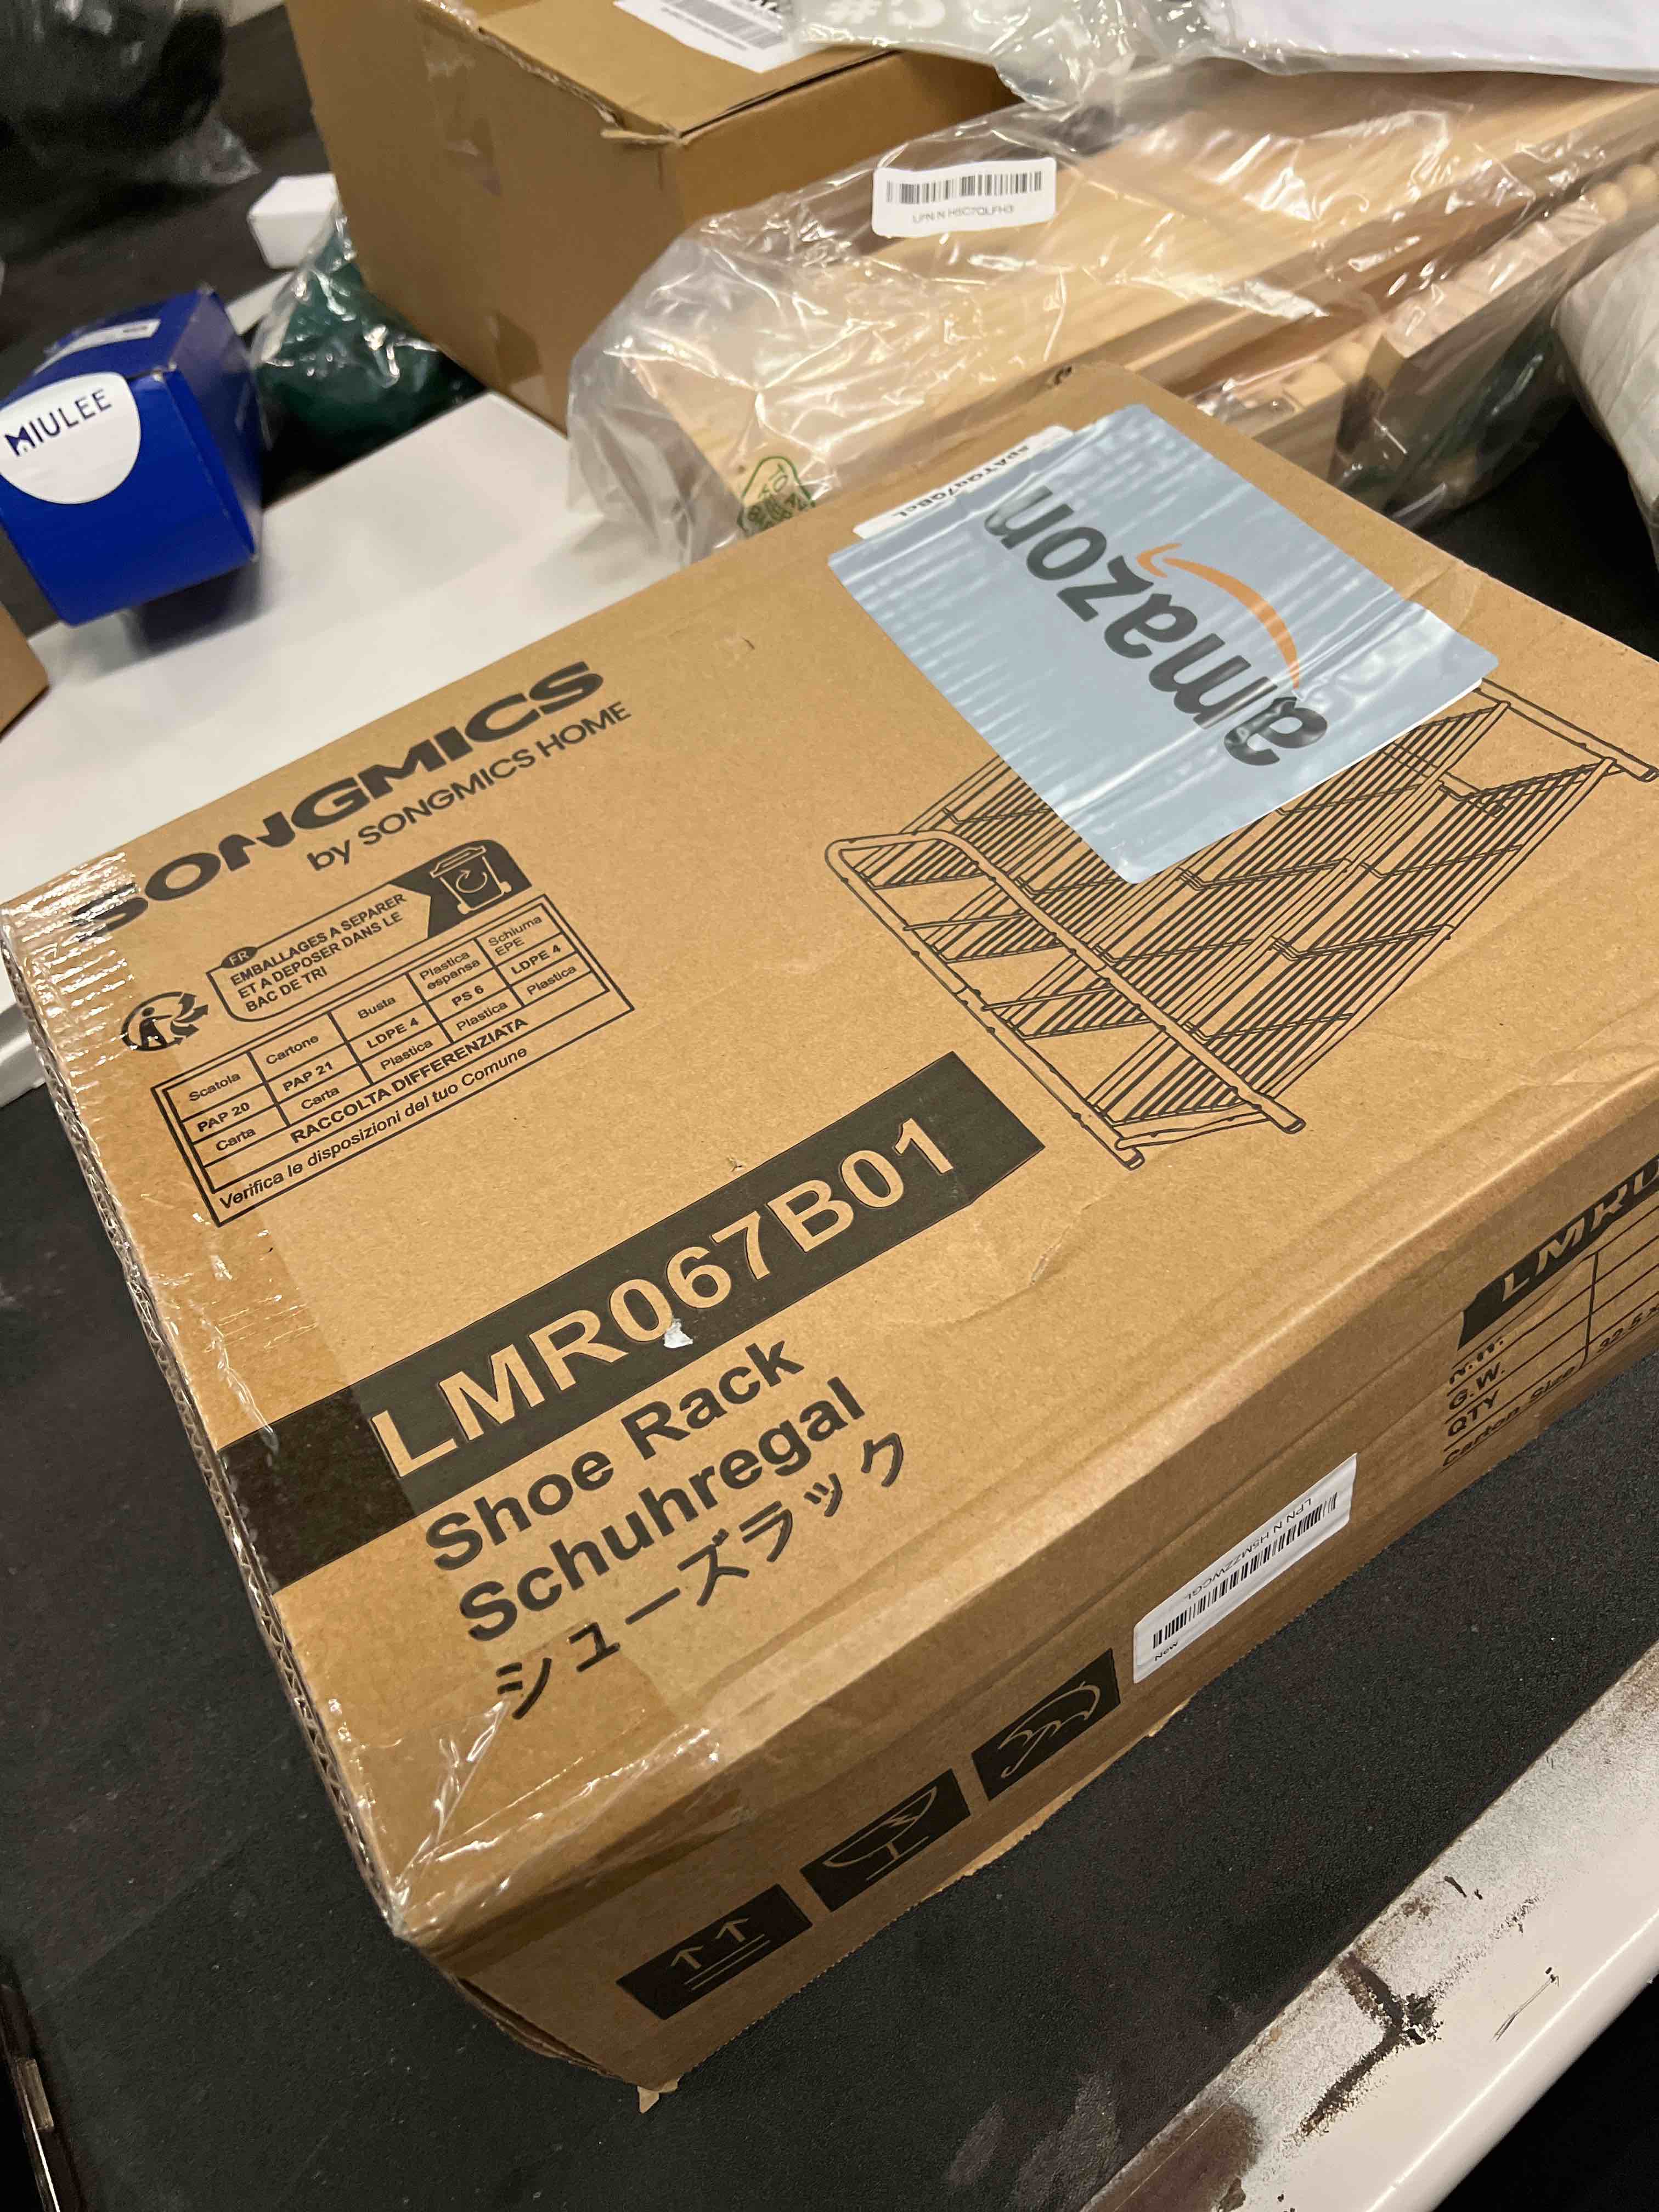 MIULEE
LPN N H6C7QLFH3
amazon
SONGMICS
by SONGMICS HOME
FR
EMBALLAGES A SEPARER
ET A DEPOSER DANS LE
BAC DE TRI
Scatola Cartone Busta Plastica espansa Schiuma EPE
PAP 20 PAP 21 LDPE 4 PS 6 LDPE 4
Carta Carta Plastica Plastica Plastica
RACCOLTA DIFFERENZIATA
Verifica le disposizioni del tuo Comune
LMR067B01
Shoe Rack
Schuhregal
シューズラック
N.W.
G.W.
QTY
Carton Size
New